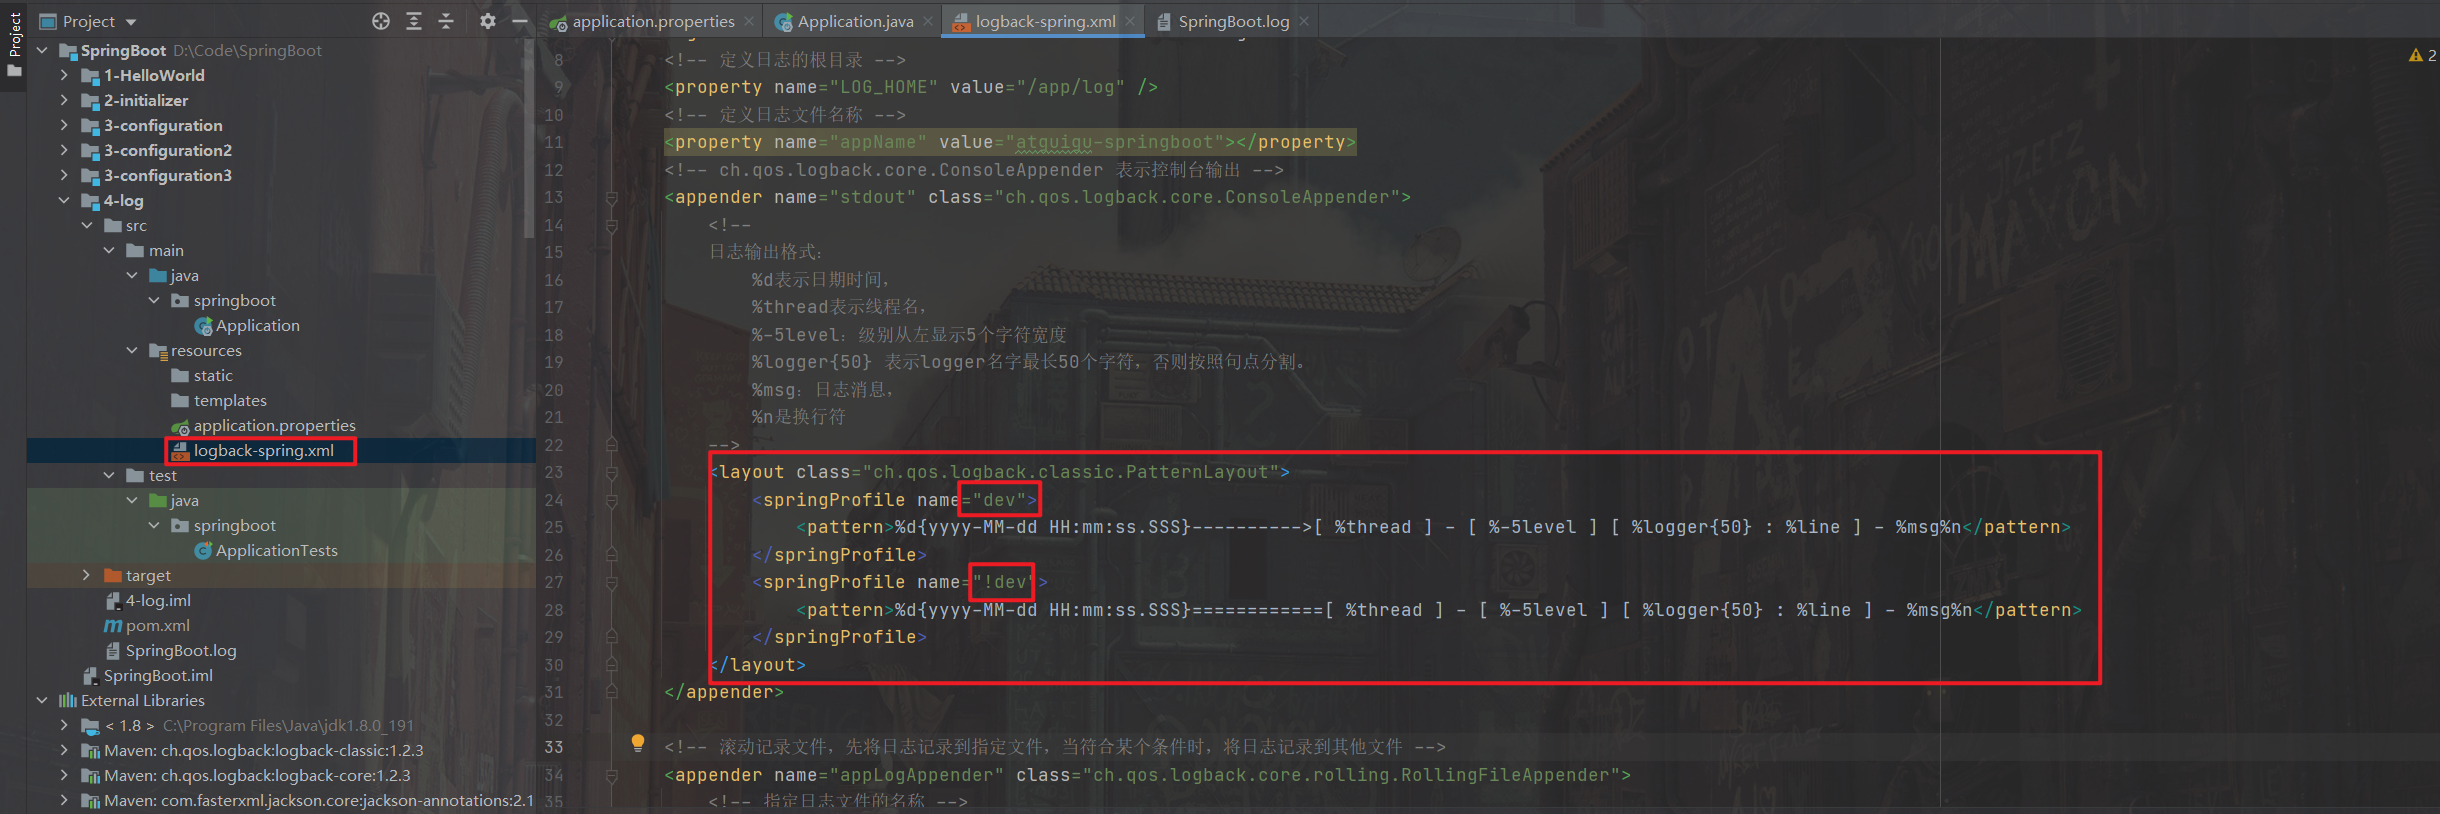 Project
Project
application.properties
Application.java
logback-spring.xml
SpringBoot.log
SpringBoot D:\Code\SpringBoot
1-HelloWorld
2-initializer
3-configuration
3-configuration2
3-configuration3
4-log
src
main
java
springboot
Application
resources
static
templates
application.properties
logback-spring.xml
test
java
springboot
ApplicationTests
target
4-log.iml
pom.xml
SpringBoot.log
SpringBoot.iml
External Libraries
< 1.8 > C:\Program Files\Java\jdk1.8.0_191
Maven: ch.qos.logback:logback-classic:1.2.3
Maven: ch.qos.logback:logback-core:1.2.3
Maven: com.fasterxml.jackson.core:jackson-annotations:2.1
2
8 <!-- 定义日志的根目录 -->
9 <property name="LOG_HOME" value="/app/log" />
10 <!-- 定义日志文件名称 -->
11 <property name="appName" value="atguiqu-springboot"></property>
12 <!-- ch.qos.logback.core.ConsoleAppender 表示控制台输出 -->
13 <appender name="stdout" class="ch.qos.logback.core.ConsoleAppender">
14 <!--
15 日志输出格式：
16 %d表示日期时间，
17 %thread表示线程名，
18 %-5level：级别从左显示5个字符宽度
19 %logger{50} 表示logger名字最长50个字符，否则按照句点分割。
20 %msg：日志消息，
21 %n是换行符
22 -->
23 <layout class="ch.qos.logback.classic.PatternLayout">
24 <springProfile name="dev">
25 <pattern>%d{yyyy-MM-dd HH:mm:ss.SSS}---------->[ %thread ] - [ %-5level ] [ %logger{50} : %line ] - %msg%n</pattern>
26 </springProfile>
27 <springProfile name="!dev">
28 <pattern>%d{yyyy-MM-dd HH:mm:ss.SSS}============[ %thread ] - [ %-5level ] [ %logger{50} : %line ] - %msg%n</pattern>
29 </springProfile>
30 </layout>
31 </appender>
32
33 <!-- 滚动记录文件，先将日志记录到指定文件，当符合某个条件时，将日志记录到其他文件 -->
34 <appender name="appLogAppender" class="ch.qos.logback.core.rolling.RollingFileAppender">
35 <!-- 指定日志文件的名称 -->